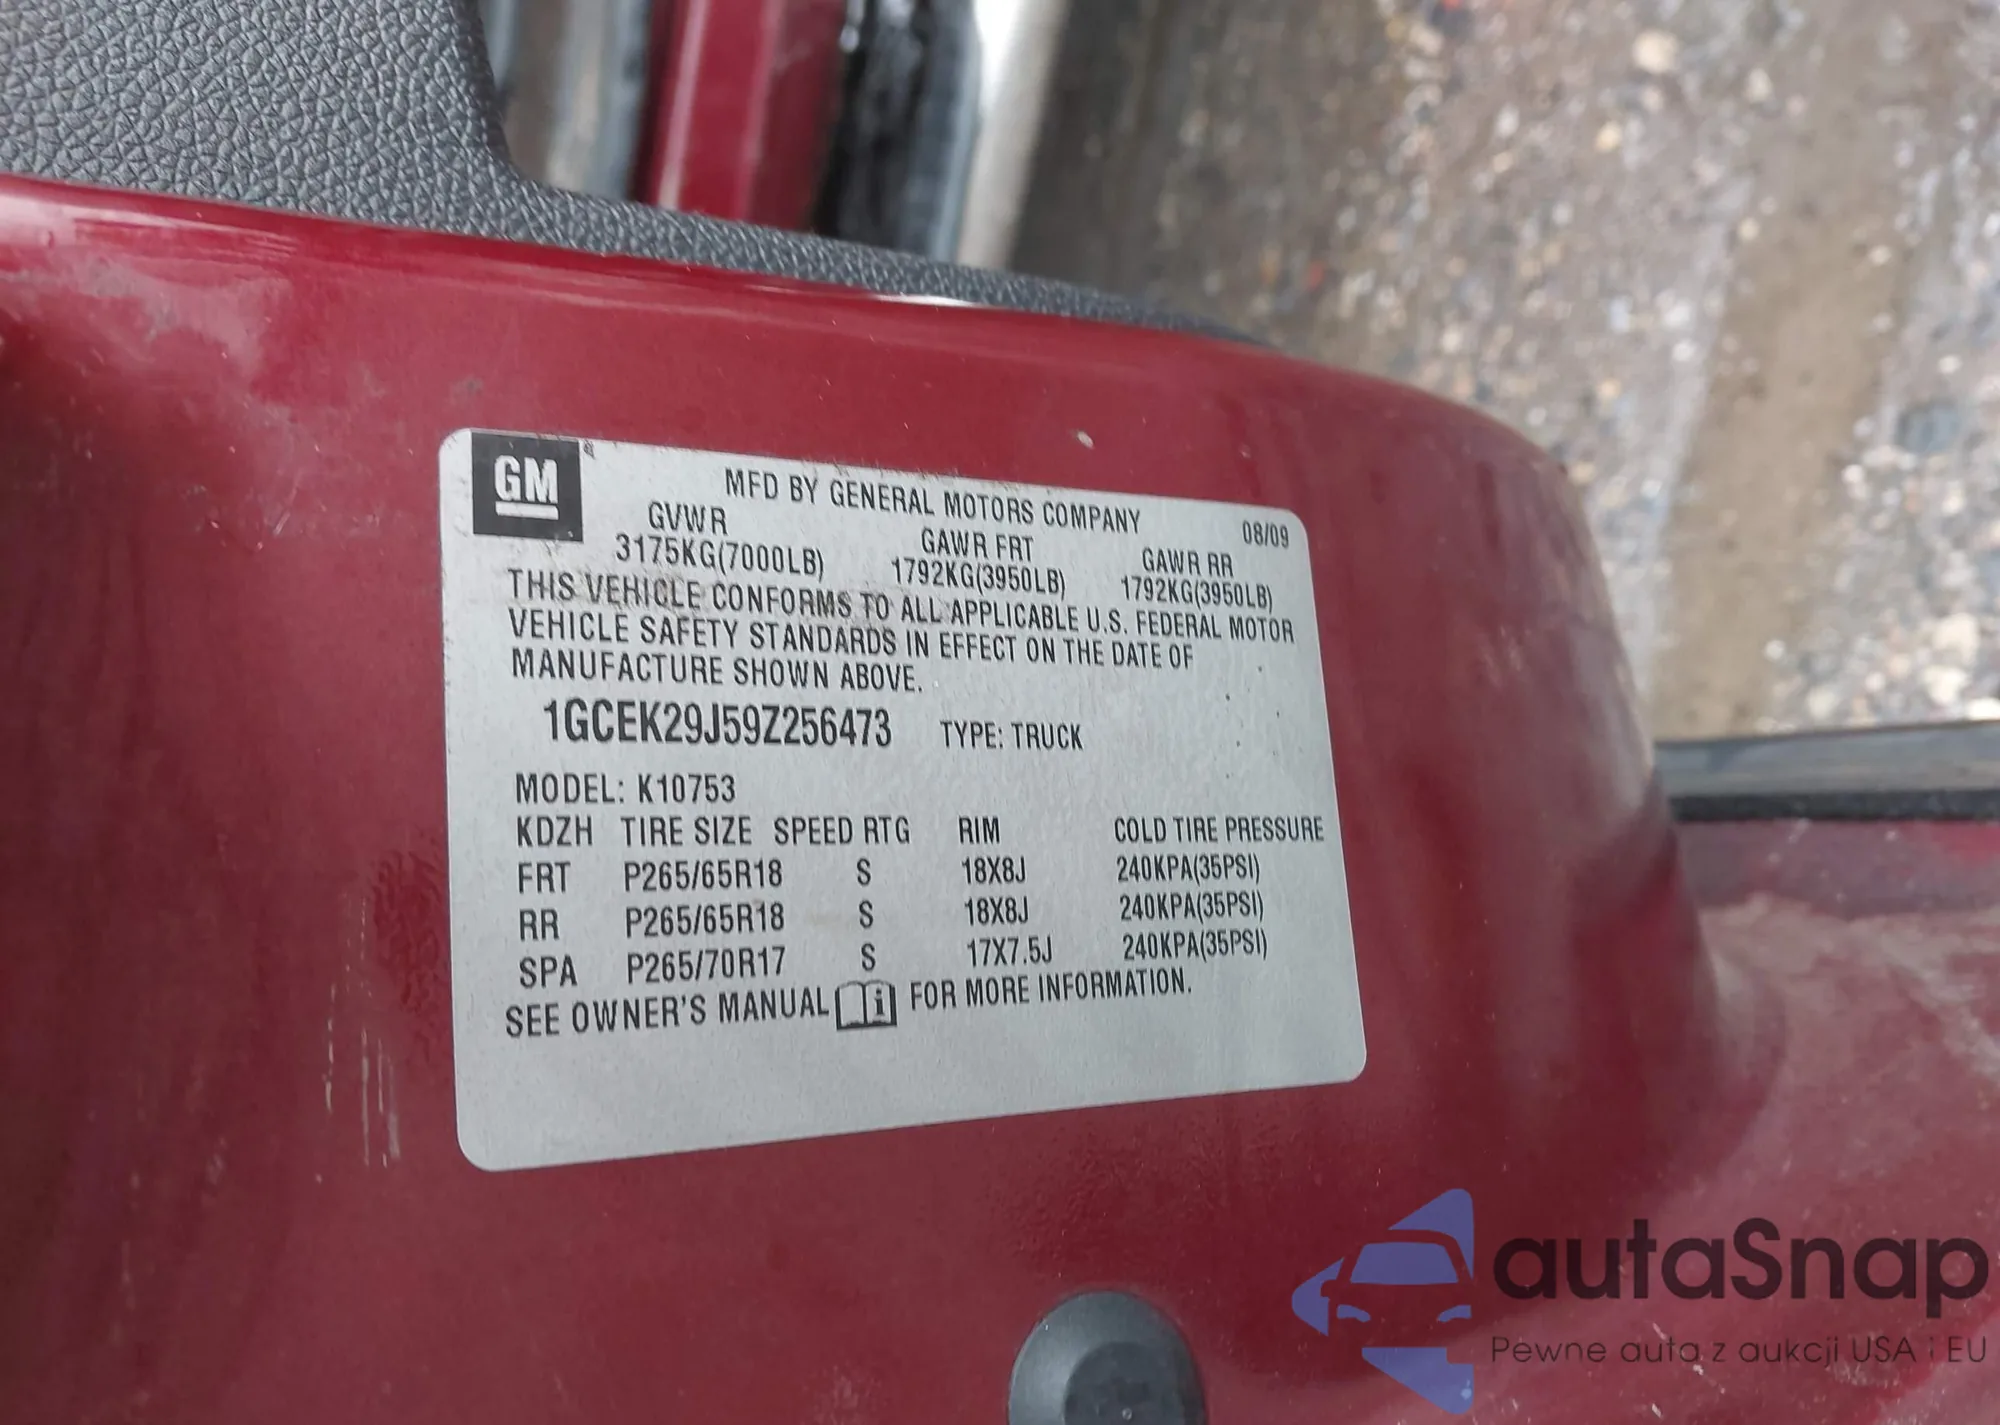 GM
MFD BY GENERAL MOTORS COMPANY 08/09
GVWR GAWR FRT GAWR RR
3175KG(7000LB) 1792KG(3950LB) 1792KG(3950LB)
THIS VEHICLE CONFORMS TO ALL APPLICABLE U.S. FEDERAL MOTOR
VEHICLE SAFETY STANDARDS IN EFFECT ON THE DATE OF
MANUFACTURE SHOWN ABOVE.
1GCEK29J59Z256473 TYPE: TRUCK
MODEL: K10753
KDZH TIRE SIZE SPEED RTG RIM COLD TIRE PRESSURE
FRT P265/65R18 S 18X8J 240KPA(35PSI)
RR P265/65R18 S 18X8J 240KPA(35PSI)
SPA P265/70R17 S 17X7.5J 240KPA(35PSI)
SEE OWNER'S MANUAL i FOR MORE INFORMATION.
autaSnap
Pewne auta z aukcji USA i EU